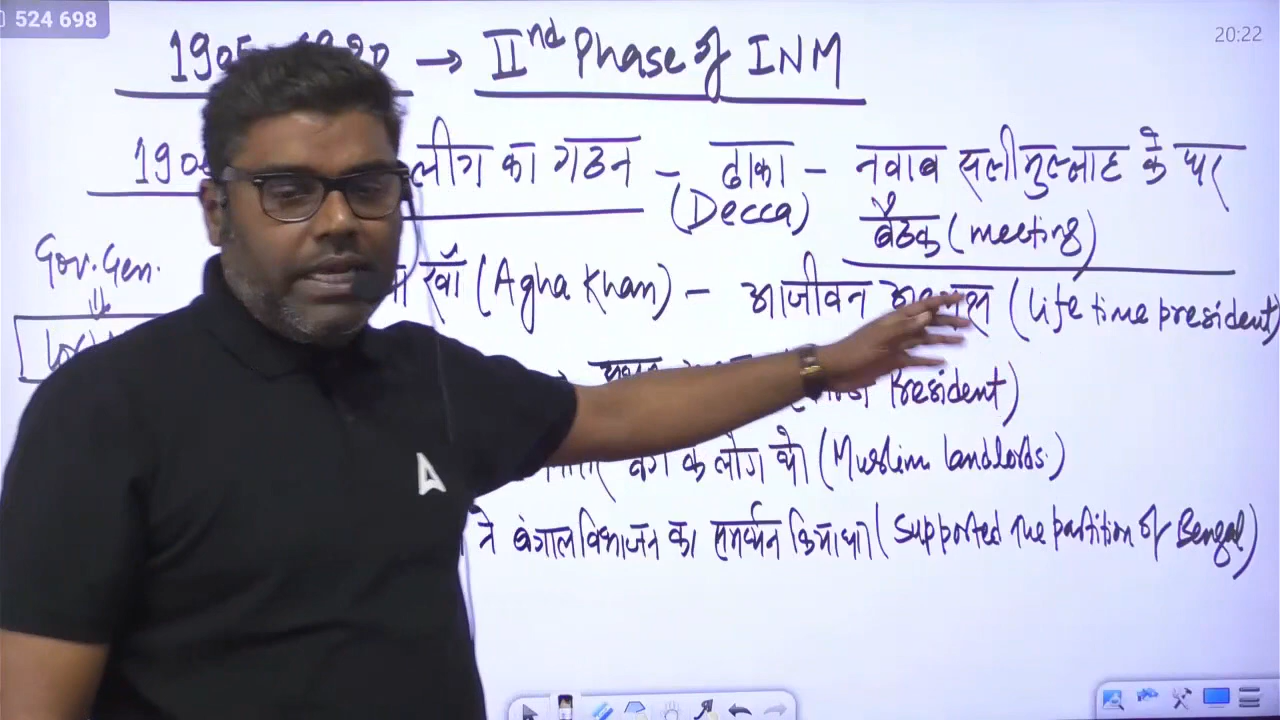 524 698
20:22
→ IInd Phase of INM
लीग का गठन - ढाका - नवाब सलीमुल्लाह के घर
(Decca) बैठक (meeting)
Gov. Gen.
खाँ (Agha Khan) - आजीवन (Life time president)
President)
वर्ग के लोग थे (Muslim landlords.)
ने बंगाल विभाजन का समर्थन किया था (Supported the partition of Bengal)